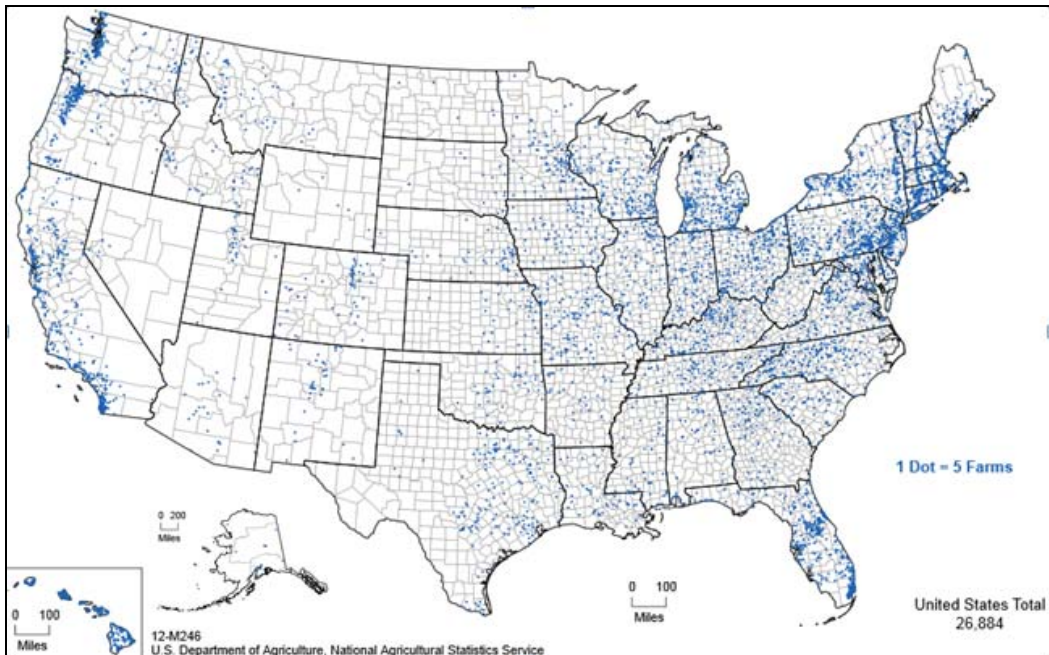 1 Dot = 5 Farms
0 200
Miles
0 100
Miles
0 100
Miles
United States Total
26,884
12-M246
U.S. Department of Agriculture, National Agricultural Statistics Service